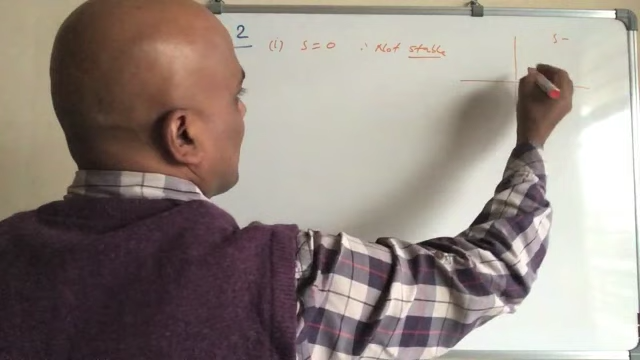 2 (i) S = 0 ∴ Not stable
S -